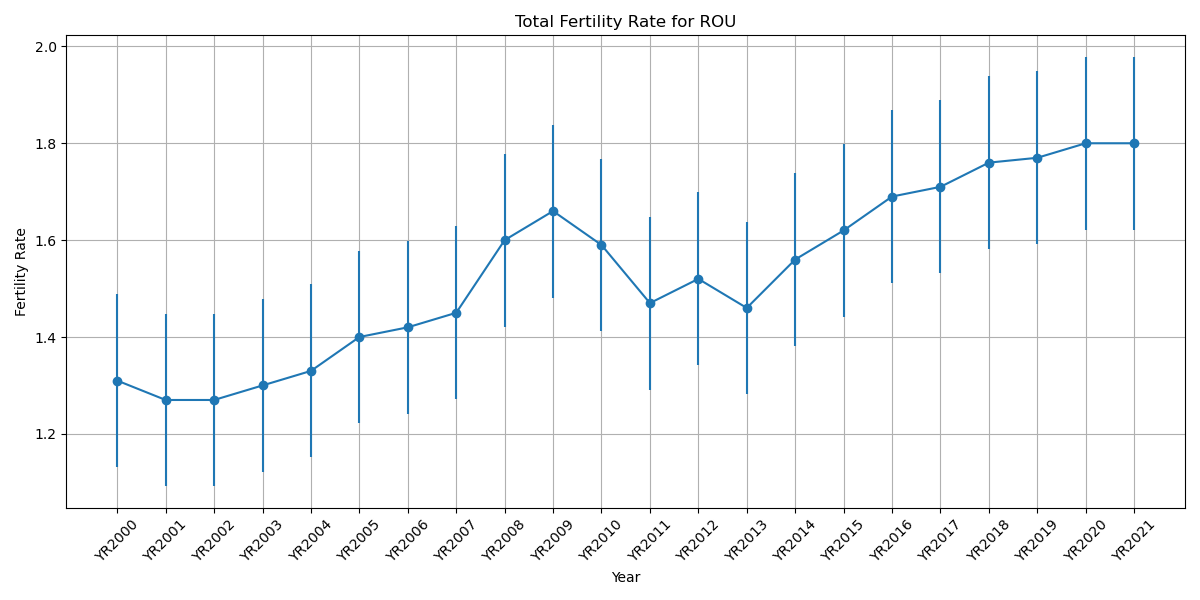 Total Fertility Rate for ROU
Fertility Rate
2.0
1.8
1.6
1.4
1.2
YR2000
YR2001
YR2002
YR2003
YR2004
YR2005
YR2006
YR2007
YR2008
YR2009
YR2010
YR2011
YR2012
YR2013
YR2014
YR2015
YR2016
YR2017
YR2018
YR2019
YR2020
YR2021
Year